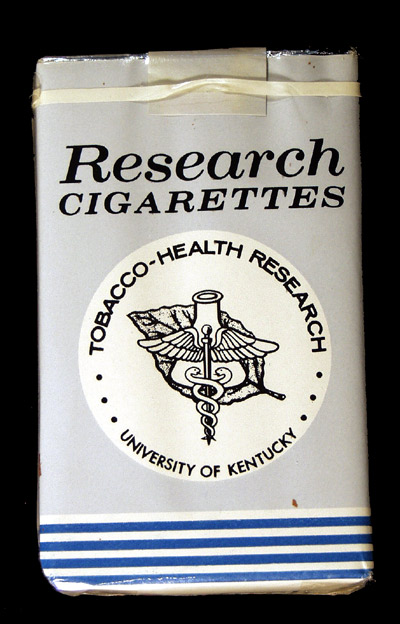 Research
CIGARETTES
TOBACCO-HEALTH RESEARCH
UNIVERSITY OF KENTUCKY